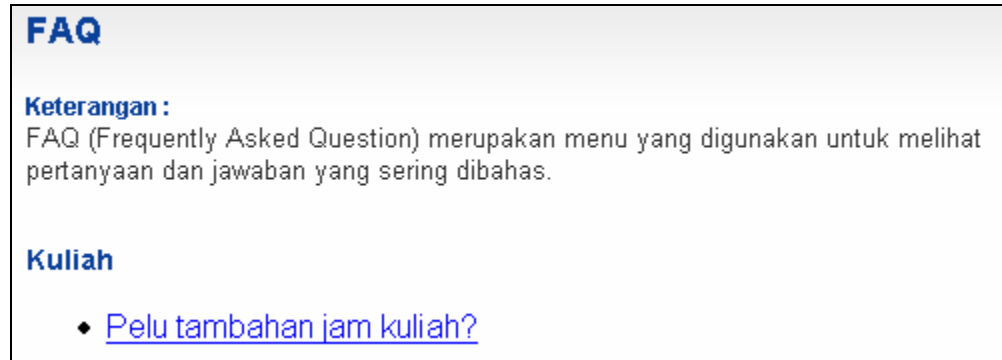 FAQ
Keterangan :
FAQ (Frequently Asked Question) merupakan menu yang digunakan untuk melihat
pertanyaan dan jawaban yang sering dibahas.
Kuliah
• Pelu tambahan jam kuliah?